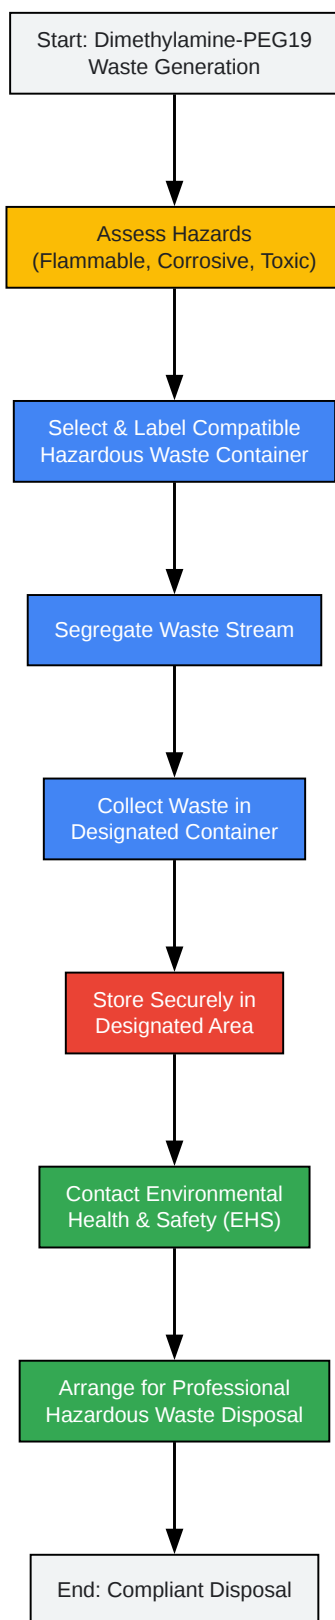 Start: Dimethylamine-PEG19
Waste Generation
Assess Hazards
(Flammable, Corrosive, Toxic)
Select & Label Compatible
Hazardous Waste Container
Segregate Waste Stream
Collect Waste in
Designated Container
Store Securely in
Designated Area
Contact Environmental
Health & Safety (EHS)
Arrange for Professional
Hazardous Waste Disposal
End: Compliant Disposal